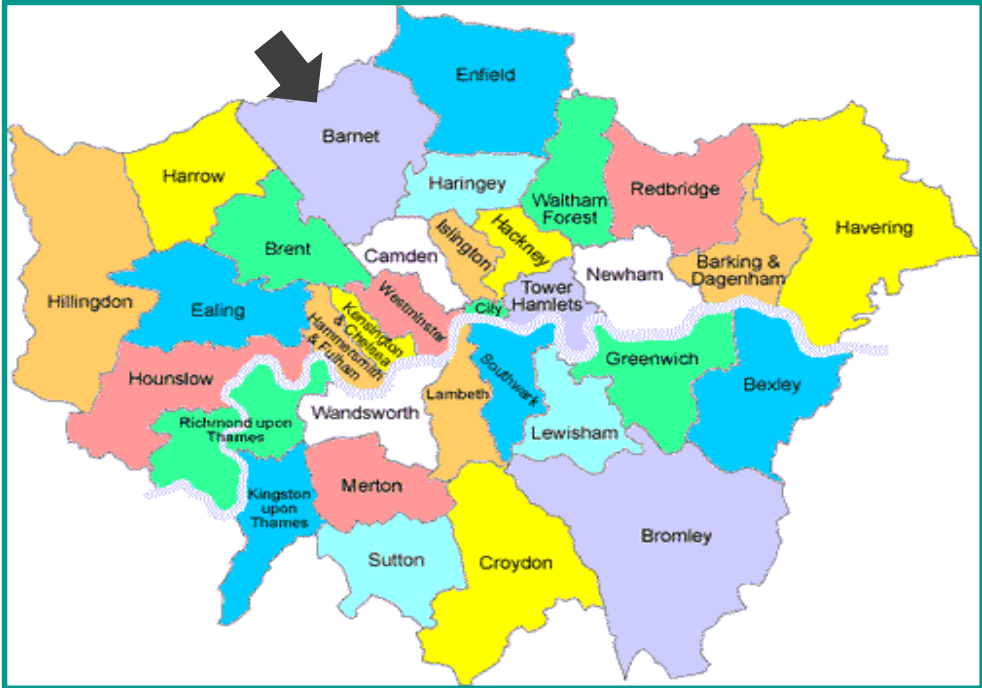 Enfield
Barnet
Harrow
Haringey
Waltham
Forest
Redbridge
Havering
Brent
Camden
Islington
Hackney
Newham
Barking &
Dagenham
Hillingdon
Ealing
Kensington
& Chelsea
Hammersmith
& Fulham
Westminster
City
Tower
Hamlets
Hounslow
Richmond upon
Thames
Wandsworth
Lambeth
Southwark
Greenwich
Bexley
Lewisham
Kingston
upon
Thames
Merton
Sutton
Croydon
Bromley